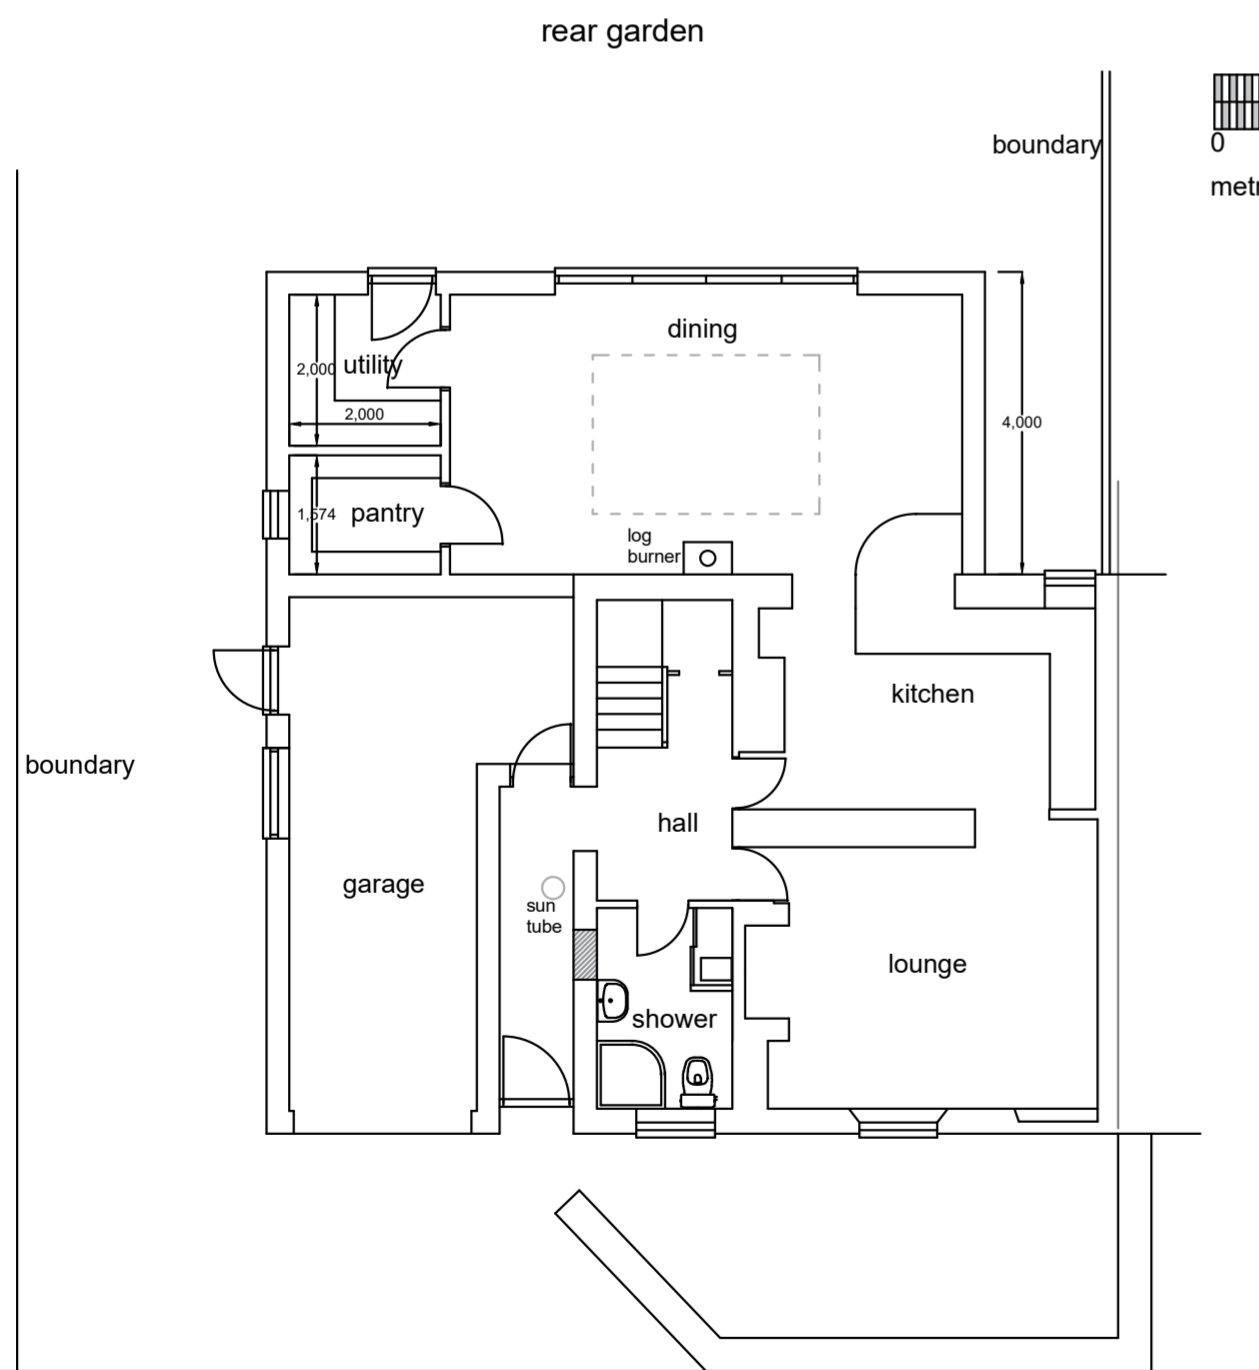 rear garden
boundary
0
metr
dining
2,000
utility
2,000
4,000
1,574
pantry
log
burner
kitchen
boundary
hall
garage
sun
tube
lounge
shower